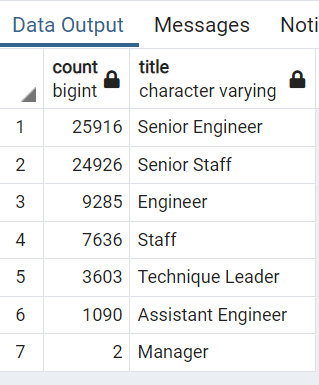 Data Output Messages Noti
count title
bigint character varying
1 25916 Senior Engineer
2 24926 Senior Staff
3 9285 Engineer
4 7636 Staff
5 3603 Technique Leader
6 1090 Assistant Engineer
7 2 Manager